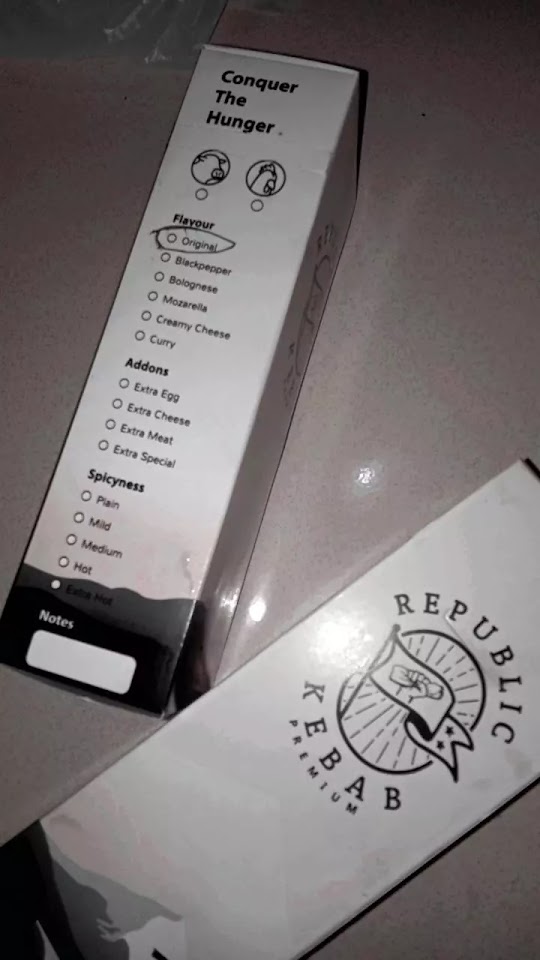 Conquer
The
Hunger
Flavour
Original
Blackpepper
Bolognese
Mozarella
Creamy Cheese
Curry
Addons
Extra Egg
Extra Cheese
Extra Meat
Extra Special
Spicyness
Plain
Mild
Medium
Hot
Extra Hot
Notes
REPUBLIC
KEBAB
PREMIUM